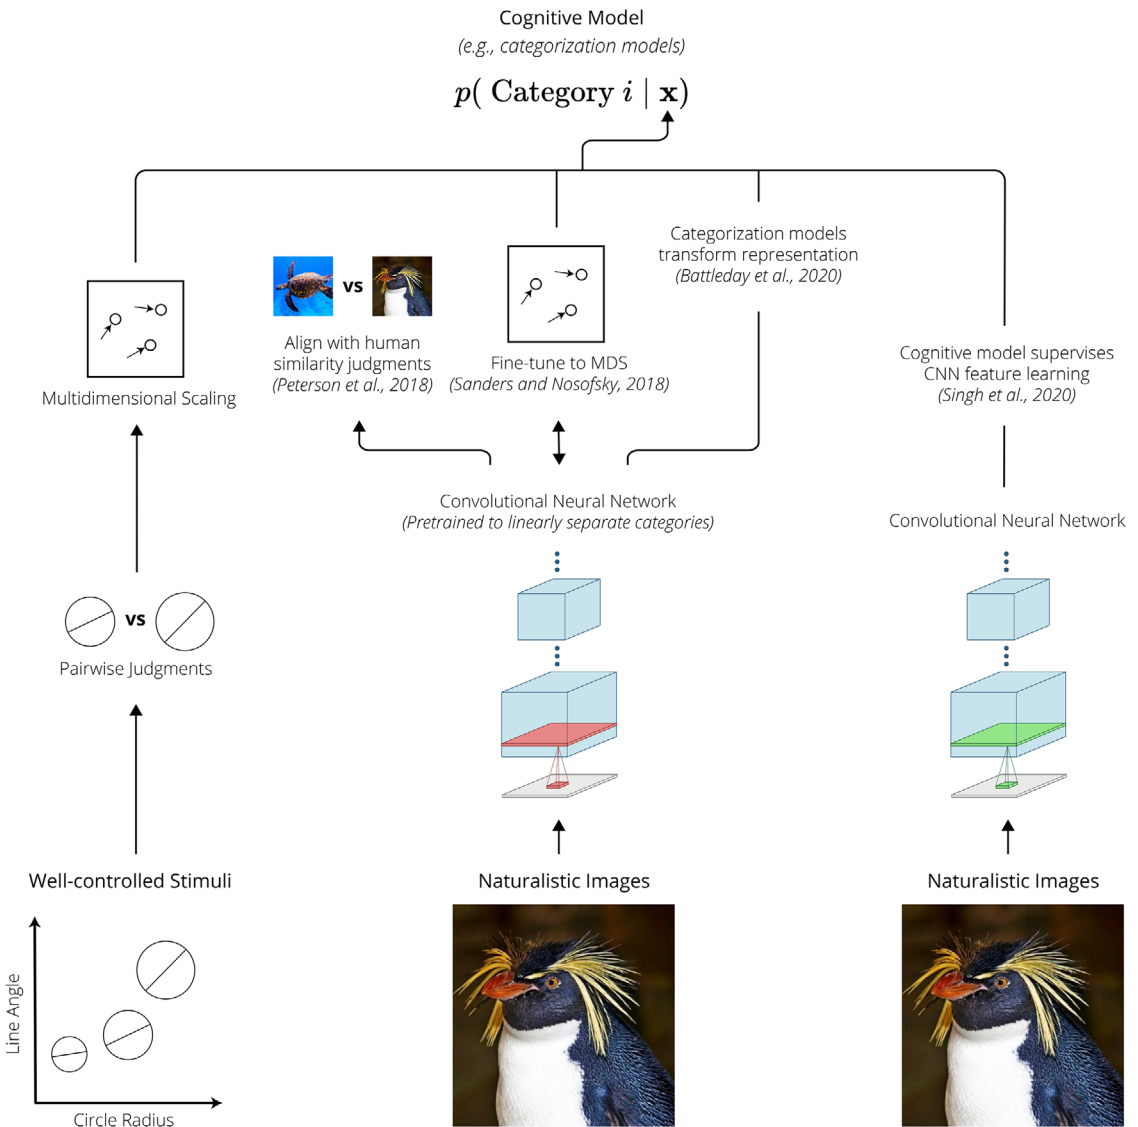 Cognitive Model
(e.g., categorization models)
p( Category i | x)
Categorization models
transform representation
(Battleday et al., 2020)
vs
Align with human
similarity judgments
(Peterson et al., 2018)
Fine-tune to MDS
(Sanders and Nosofsky, 2018)
Cognitive model supervises
CNN feature learning
(Singh et al., 2020)
Multidimensional Scaling
Convolutional Neural Network
(Pretrained to linearly separate categories)
Convolutional Neural Network
vs
Pairwise Judgments
Well-controlled Stimuli
Naturalistic Images
Naturalistic Images
Line Angle
Circle Radius